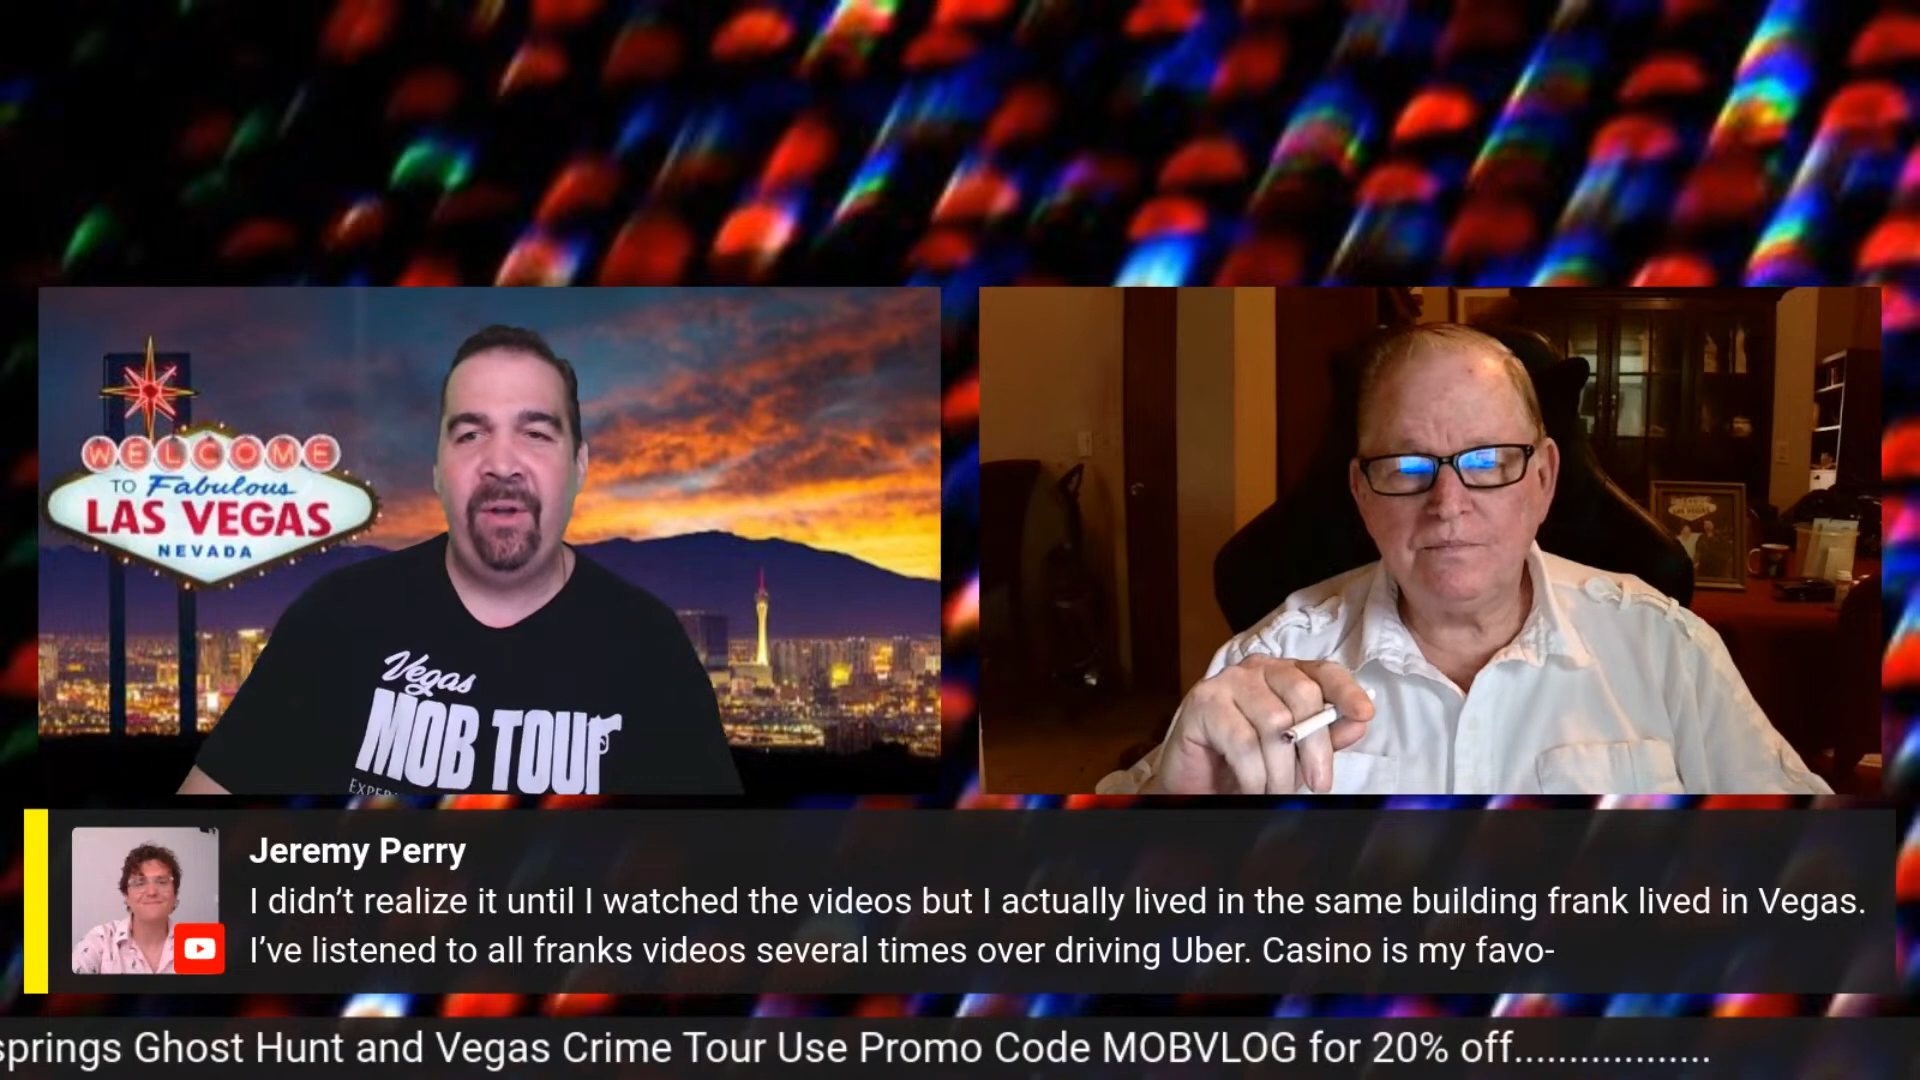 WELCOME
TO Fabulous
LAS VEGAS
NEVADA
Vegas
MOB TOUR
LAS VEGAS
Jeremy Perry
I didn’t realize it until I watched the videos but I actually lived in the same building frank lived in Vegas.
I’ve listened to all franks videos several times over driving Uber. Casino is my favo-
springs Ghost Hunt and Vegas Crime Tour Use Promo Code MOBVLOG for 20% off..................